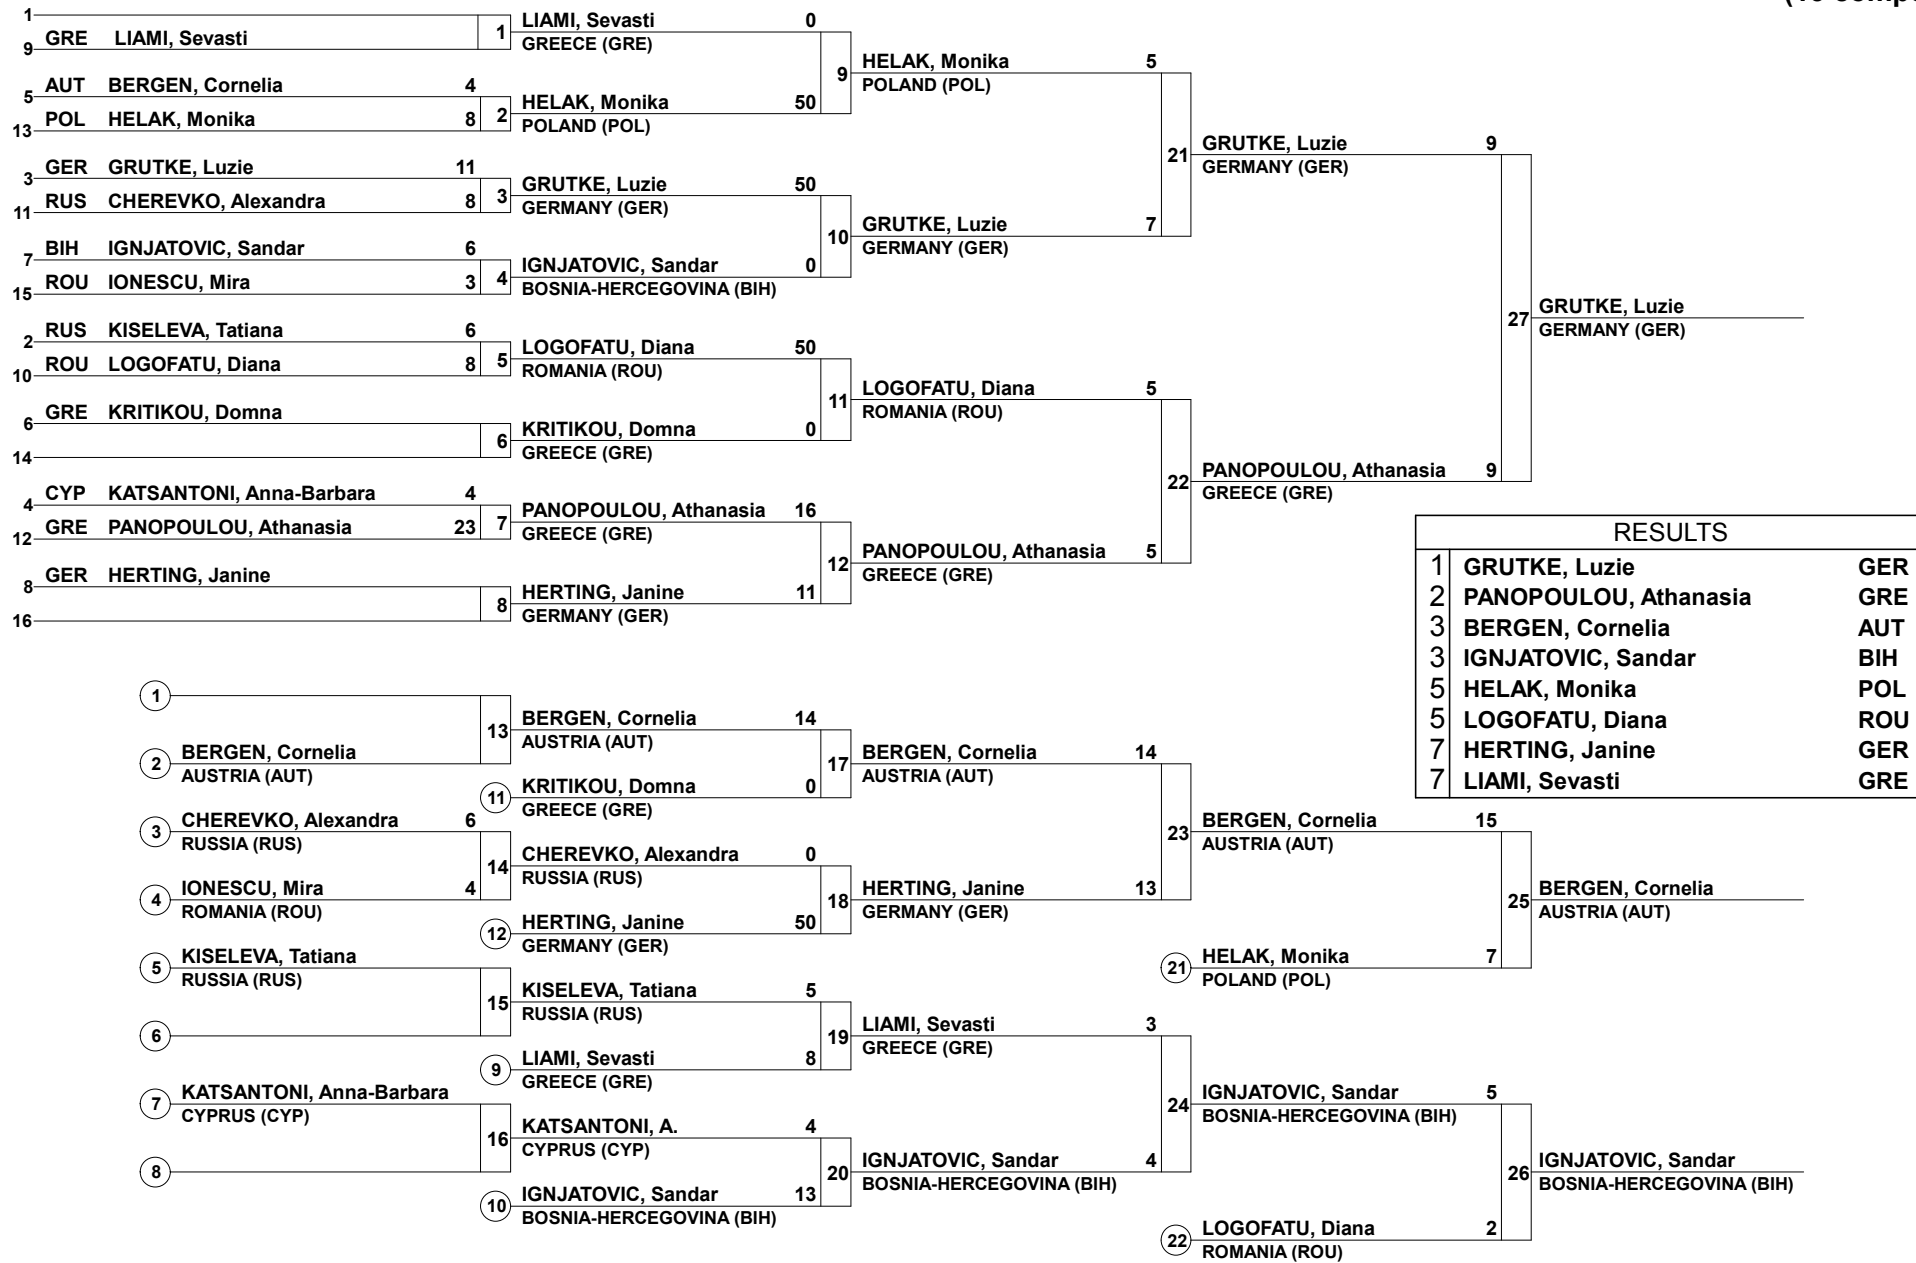 1
9 GRE LIAMI, Sevasti
1
LIAMI, Sevasti 0
GREECE (GRE)
5 AUT BERGEN, Cornelia 4
13 POL HELAK, Monika 8
2
HELAK, Monika 50
POLAND (POL)
9
HELAK, Monika 5
POLAND (POL)
3 GER GRUTKE, Luzie 11
11 RUS CHEREVKO, Alexandra 8
3
GRUTKE, Luzie 50
GERMANY (GER)
7 BIH IGNJATOVIC, Sandar 6
15 ROU IONESCU, Mira 3
4
IGNJATOVIC, Sandar 0
BOSNIA-HERCEGOVINA (BIH)
10
GRUTKE, Luzie 7
GERMANY (GER)
21
GRUTKE, Luzie 9
GERMANY (GER)
2 RUS KISELEVA, Tatiana 6
10 ROU LOGOFATU, Diana 8
5
LOGOFATU, Diana 50
ROMANIA (ROU)
6 GRE KRITIKOU, Domna
14
6
KRITIKOU, Domna 0
GREECE (GRE)
11
LOGOFATU, Diana 5
ROMANIA (ROU)
4 CYP KATSANTONI, Anna-Barbara 4
12 GRE PANOPOULOU, Athanasia 23
7
PANOPOULOU, Athanasia 16
GREECE (GRE)
8 GER HERTING, Janine
16
8
HERTING, Janine 11
GERMANY (GER)
12
PANOPOULOU, Athanasia 5
GREECE (GRE)
22
PANOPOULOU, Athanasia 9
GREECE (GRE)
27
GRUTKE, Luzie
GERMANY (GER)
RESULTS
1 GRUTKE, Luzie GER
2 PANOPOULOU, Athanasia GRE
3 BERGEN, Cornelia AUT
3 IGNJATOVIC, Sandar BIH
5 HELAK, Monika POL
5 LOGOFATU, Diana ROU
7 HERTING, Janine GER
7 LIAMI, Sevasti GRE
1
2 BERGEN, Cornelia
AUSTRIA (AUT)
13
BERGEN, Cornelia 14
AUSTRIA (AUT)
11 KRITIKOU, Domna 0
GREECE (GRE)
17
BERGEN, Cornelia 14
AUSTRIA (AUT)
3 CHEREVKO, Alexandra 6
RUSSIA (RUS)
4 IONESCU, Mira 4
ROMANIA (ROU)
14
CHEREVKO, Alexandra 0
RUSSIA (RUS)
12 HERTING, Janine 50
GERMANY (GER)
18
HERTING, Janine 13
GERMANY (GER)
23
BERGEN, Cornelia 15
AUSTRIA (AUT)
21 HELAK, Monika 7
POLAND (POL)
25
BERGEN, Cornelia
AUSTRIA (AUT)
5 KISELEVA, Tatiana
RUSSIA (RUS)
6
15
KISELEVA, Tatiana 5
RUSSIA (RUS)
9 LIAMI, Sevasti 8
GREECE (GRE)
19
LIAMI, Sevasti 3
GREECE (GRE)
7 KATSANTONI, Anna-Barbara
CYPRUS (CYP)
8
16
KATSANTONI, A. 4
CYPRUS (CYP)
10 IGNJATOVIC, Sandar 13
BOSNIA-HERCEGOVINA (BIH)
20
IGNJATOVIC, Sandar 4
BOSNIA-HERCEGOVINA (BIH)
24
IGNJATOVIC, Sandar 5
BOSNIA-HERCEGOVINA (BIH)
22 LOGOFATU, Diana 2
ROMANIA (ROU)
26
IGNJATOVIC, Sandar
BOSNIA-HERCEGOVINA (BIH)